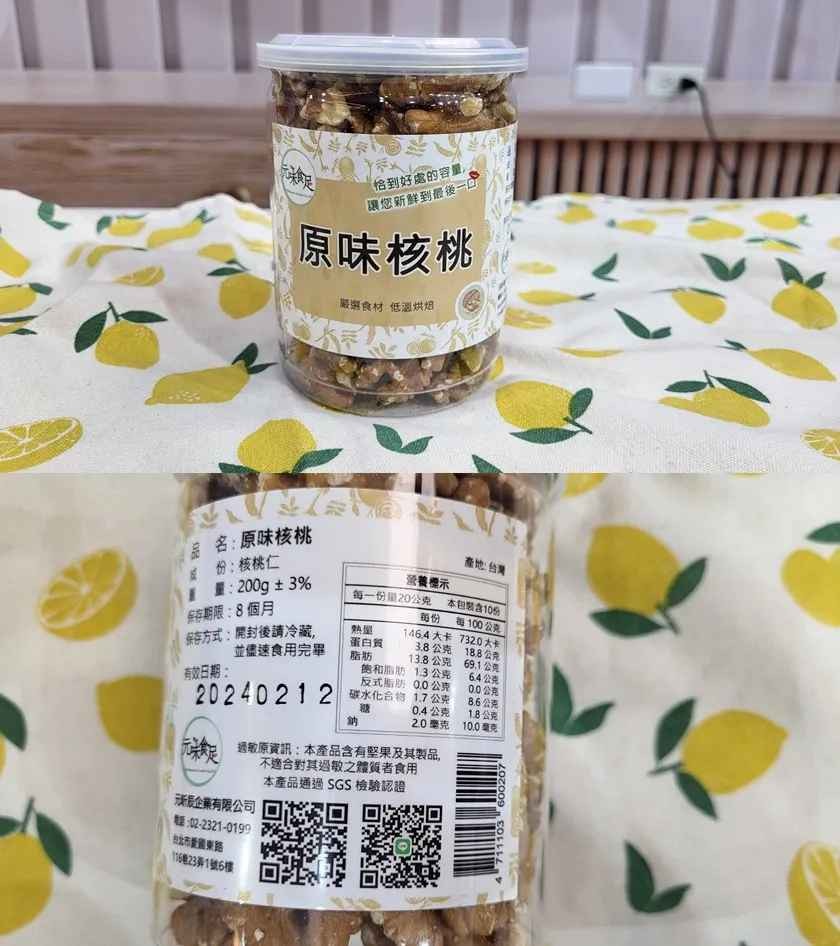 元味食足
恰到好處的容量,
讓您新鮮到最後一口
原味核桃
嚴選食材 低溫烘焙
品 名:原味核桃
成 份:核桃仁
重 量:200g ± 3%
保存期限:8 個月
保存方式:開封後請冷藏,
並儘速食用完畢
有效日期:
20240212
產地:台灣
營養標示
每一份量20公克 本包裝含10份
每份 每 100 公克
熱量 146.4 大卡 732.0 大卡
蛋白質 3.8 公克 18.8 公克
脂肪 13.8 公克 69.1 公克
飽和脂肪 1.3 公克 6.4 公克
反式脂肪 0.0 公克 0.0 公克
碳水化合物 1.7 公克 8.6 公克
糖 0.4 公克 1.8 公克
鈉 2.0 毫克 10.0 毫克
元味食足
過敏原資訊:本產品含有堅果及其製品,
不適合對其過敏之體質者食用
本產品通過 SGS 檢驗認證
元昕辰企業有限公司
電話:02-2321-0199
台北市愛國東路
116巷23弄1號6樓
4 711103 600207